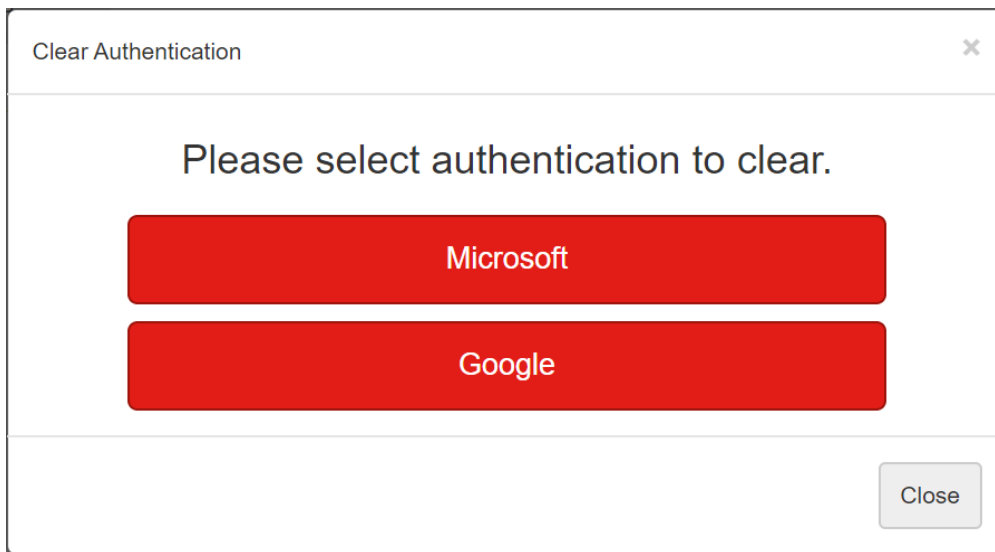 Clear Authentication ×
Please select authentication to clear.
Microsoft
Google
Close